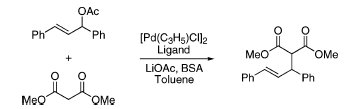 OAc
Ph Ph
+
O O
MeO OMe
[Pd(C₃H₅)Cl]₂
Ligand
LiOAc, BSA
Toluene
O O
MeO OMe
Ph Ph